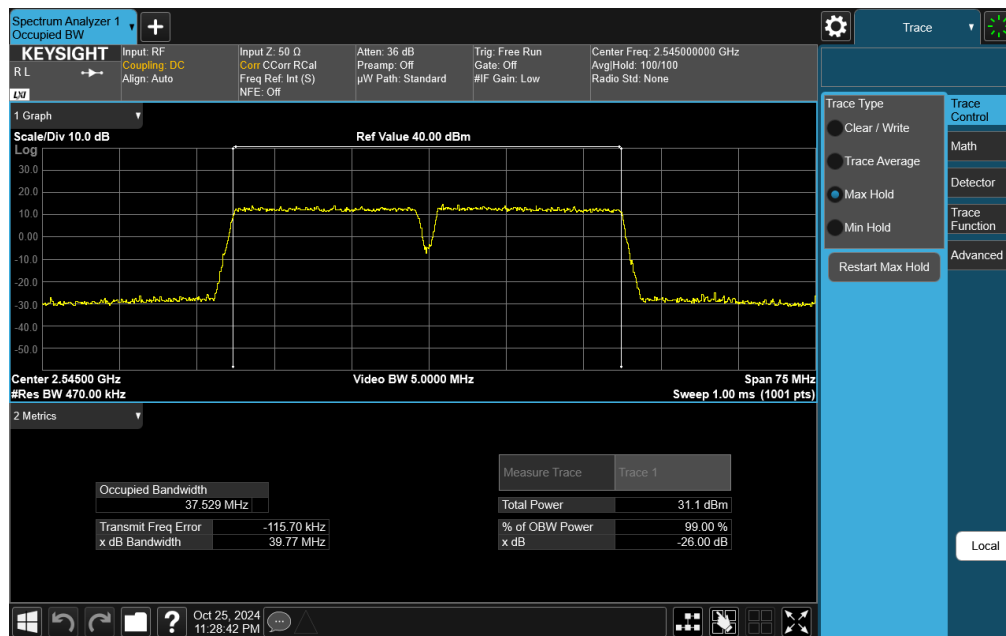 Spectrum Analyzer 1
Occupied BW
Trace
KEYSIGHT
R L
LXI
Input: RF
Coupling: DC
Align: Auto
Input Z: 50 Ω
Corr CCorr RCal
Freq Ref: Int (S)
NFE: Off
Atten: 36 dB
Preamp: Off
µW Path: Standard
Trig: Free Run
Gate: Off
#IF Gain: Low
Center Freq: 2.545000000 GHz
Avg|Hold: 100/100
Radio Std: None
1 Graph
Scale/Div 10.0 dB
Ref Value 40.00 dBm
Log
30.0
20.0
10.0
0.00
-10.0
-20.0
-30.0
-40.0
-50.0
Center 2.54500 GHz
Video BW 5.0000 MHz
Span 75 MHz
#Res BW 470.00 kHz
Sweep 1.00 ms (1001 pts)
2 Metrics
Measure Trace
Trace 1
Occupied Bandwidth
37.529 MHz
Total Power
31.1 dBm
Transmit Freq Error
-115.70 kHz
% of OBW Power
99.00 %
x dB Bandwidth
39.77 MHz
x dB
-26.00 dB
Trace Type
Clear / Write
Trace Average
Max Hold
Min Hold
Restart Max Hold
Trace
Control
Math
Detector
Trace
Function
Advanced
Local
?
Oct 25, 2024
11:28:42 PM